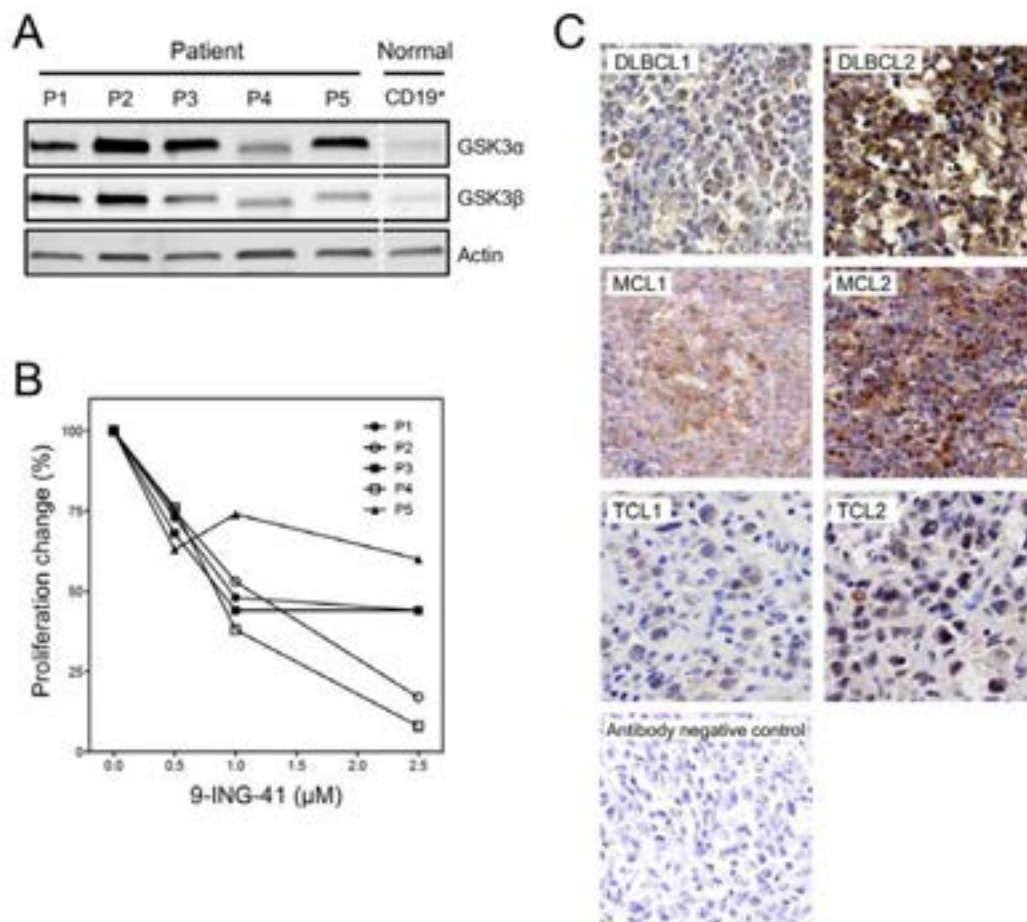 A
Patient Normal
P1 P2 P3 P4 P5 CD19*
GSK3α
GSK3β
Actin
B
Proliferation change (%)
100
75
50
25
0
0.0 0.5 1.0 1.5 2.0 2.5
9-ING-41 (μM)
P1
P2
P3
P4
P5
C
DLBCL1 DLBCL2
MCL1 MCL2
TCL1 TCL2
Antibody negative control